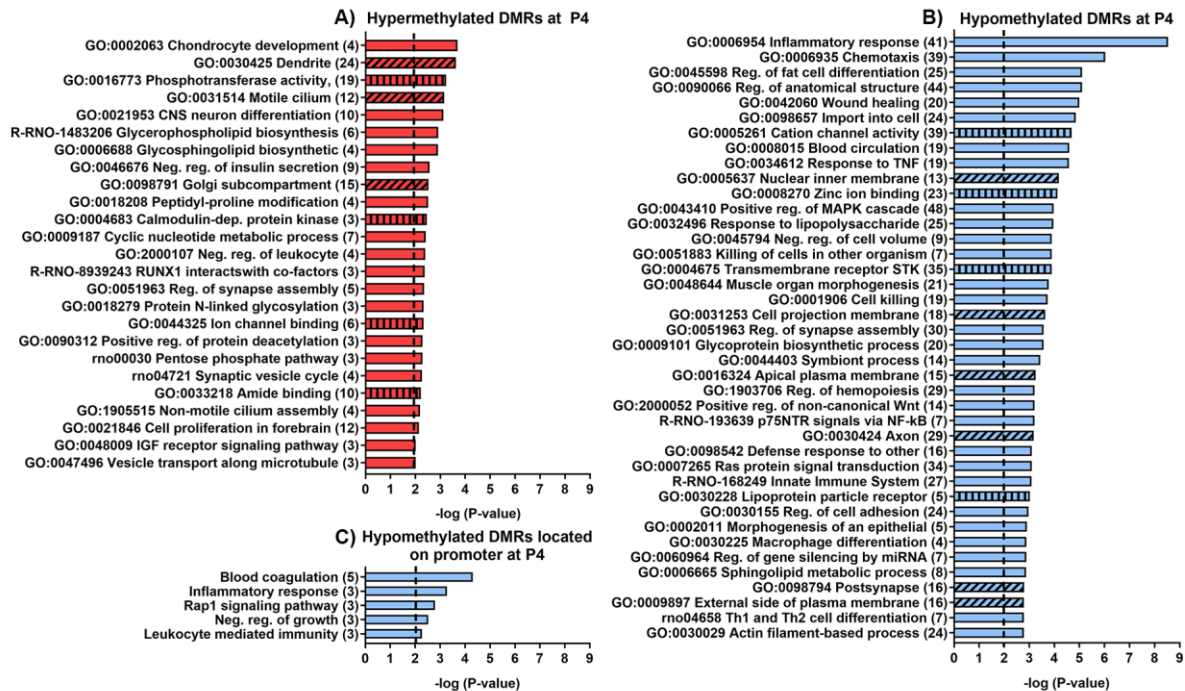 A) Hypermethylated DMRs at P4
GO:0002063 Chondrocyte development (4)
GO:0030425 Dendrite (24)
GO:0016773 Phosphotransferase activity, (19)
GO:0031514 Motile cilium (12)
GO:0021953 CNS neuron differentiation (10)
R-RNO-1483206 Glycerophospholipid biosynthesis (6)
GO:0006688 Glycosphingolipid biosynthetic (4)
GO:0046676 Neg. reg. of insulin secretion (9)
GO:0098791 Golgi subcompartment (15)
GO:0018208 Peptidyl-proline modification (4)
GO:0004683 Calmodulin-dep. protein kinase (3)
GO:0009187 Cyclic nucleotide metabolic process (7)
GO:2000107 Neg. reg. of leukocyte (4)
R-RNO-8939243 RUNX1 interactswith co-factors (3)
GO:0051963 Reg. of synapse assembly (5)
GO:0018279 Protein N-linked glycosylation (3)
GO:0044325 Ion channel binding (6)
GO:0090312 Positive reg. of protein deacetylation (3)
rno00030 Pentose phosphate pathway (3)
rno04721 Synaptic vesicle cycle (4)
GO:0033218 Amide binding (10)
GO:1905515 Non-motile cilium assembly (4)
GO:0021846 Cell proliferation in forebrain (12)
GO:0048009 IGF receptor signaling pathway (3)
GO:0047496 Vesicle transport along microtubule (3)
0 1 2 3 4 5 6 7 8 9
-log (P-value)
C) Hypomethylated DMRs located
on promoter at P4
Blood coagulation (5)
Inflammatory response (3)
Rap1 signaling pathway (3)
Neg. reg. of growth (3)
Leukocyte mediated immunity (3)
0 1 2 3 4 5 6 7 8 9
-log (P-value)
B) Hypomethylated DMRs at P4
GO:0006954 Inflammatory response (41)
GO:0006935 Chemotaxis (39)
GO:0045598 Reg. of fat cell differentiation (25)
GO:0090066 Reg. of anatomical structure (44)
GO:0042060 Wound healing (20)
GO:0098657 Import into cell (24)
GO:0005261 Cation channel activity (39)
GO:0008015 Blood circulation (19)
GO:0034612 Response to TNF (19)
GO:0005637 Nuclear inner membrane (13)
GO:0008270 Zinc ion binding (23)
GO:0043410 Positive reg. of MAPK cascade (48)
GO:0032496 Response to lipopolysaccharide (25)
GO:0045794 Neg. reg. of cell volume (9)
GO:0051883 Killing of cells in other organism (7)
GO:0004675 Transmembrane receptor STK (35)
GO:0048644 Muscle organ morphogenesis (21)
GO:0001906 Cell killing (19)
GO:0031253 Cell projection membrane (18)
GO:0051963 Reg. of synapse assembly (30)
GO:0009101 Glycoprotein biosynthetic process (20)
GO:0044403 Symbiont process (14)
GO:0016324 Apical plasma membrane (15)
GO:1903706 Reg. of hemopoiesis (29)
GO:2000052 Positive reg. of non-canonical Wnt (14)
R-RNO-193639 p75NTR signals via NF-kB (7)
GO:0030424 Axon (29)
GO:0098542 Defense response to other (16)
GO:0007265 Ras protein signal transduction (34)
R-RNO-168249 Innate Immune System (27)
GO:0030228 Lipoprotein particle receptor (5)
GO:0030155 Reg. of cell adhesion (24)
GO:0002011 Morphogenesis of an epithelial (5)
GO:0030225 Macrophage differentiation (4)
GO:0060964 Reg. of gene silencing by miRNA (7)
GO:0006665 Sphingolipid metabolic process (8)
GO:0098794 Postsynapse (16)
GO:0009897 External side of plasma membrane (16)
rno04658 Th1 and Th2 cell differentiation (7)
GO:0030029 Actin filament-based process (24)
0 1 2 3 4 5 6 7 8 9
-log (P-value)